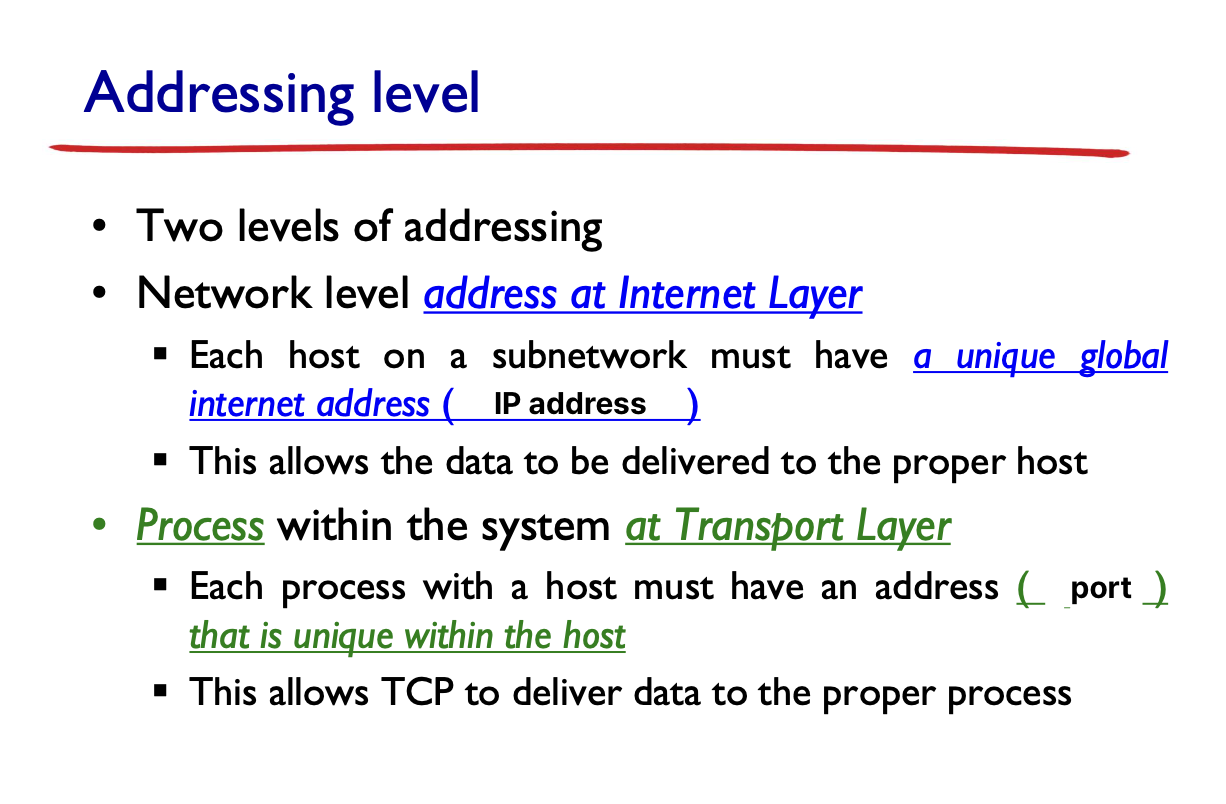 Addressing level
• Two levels of addressing
• Network level address at Internet Layer
▪ Each host on a subnetwork must have a unique global
internet address ( IP address )
▪ This allows the data to be delivered to the proper host
• Process within the system at Transport Layer
▪ Each process with a host must have an address ( port )
that is unique within the host
▪ This allows TCP to deliver data to the proper process